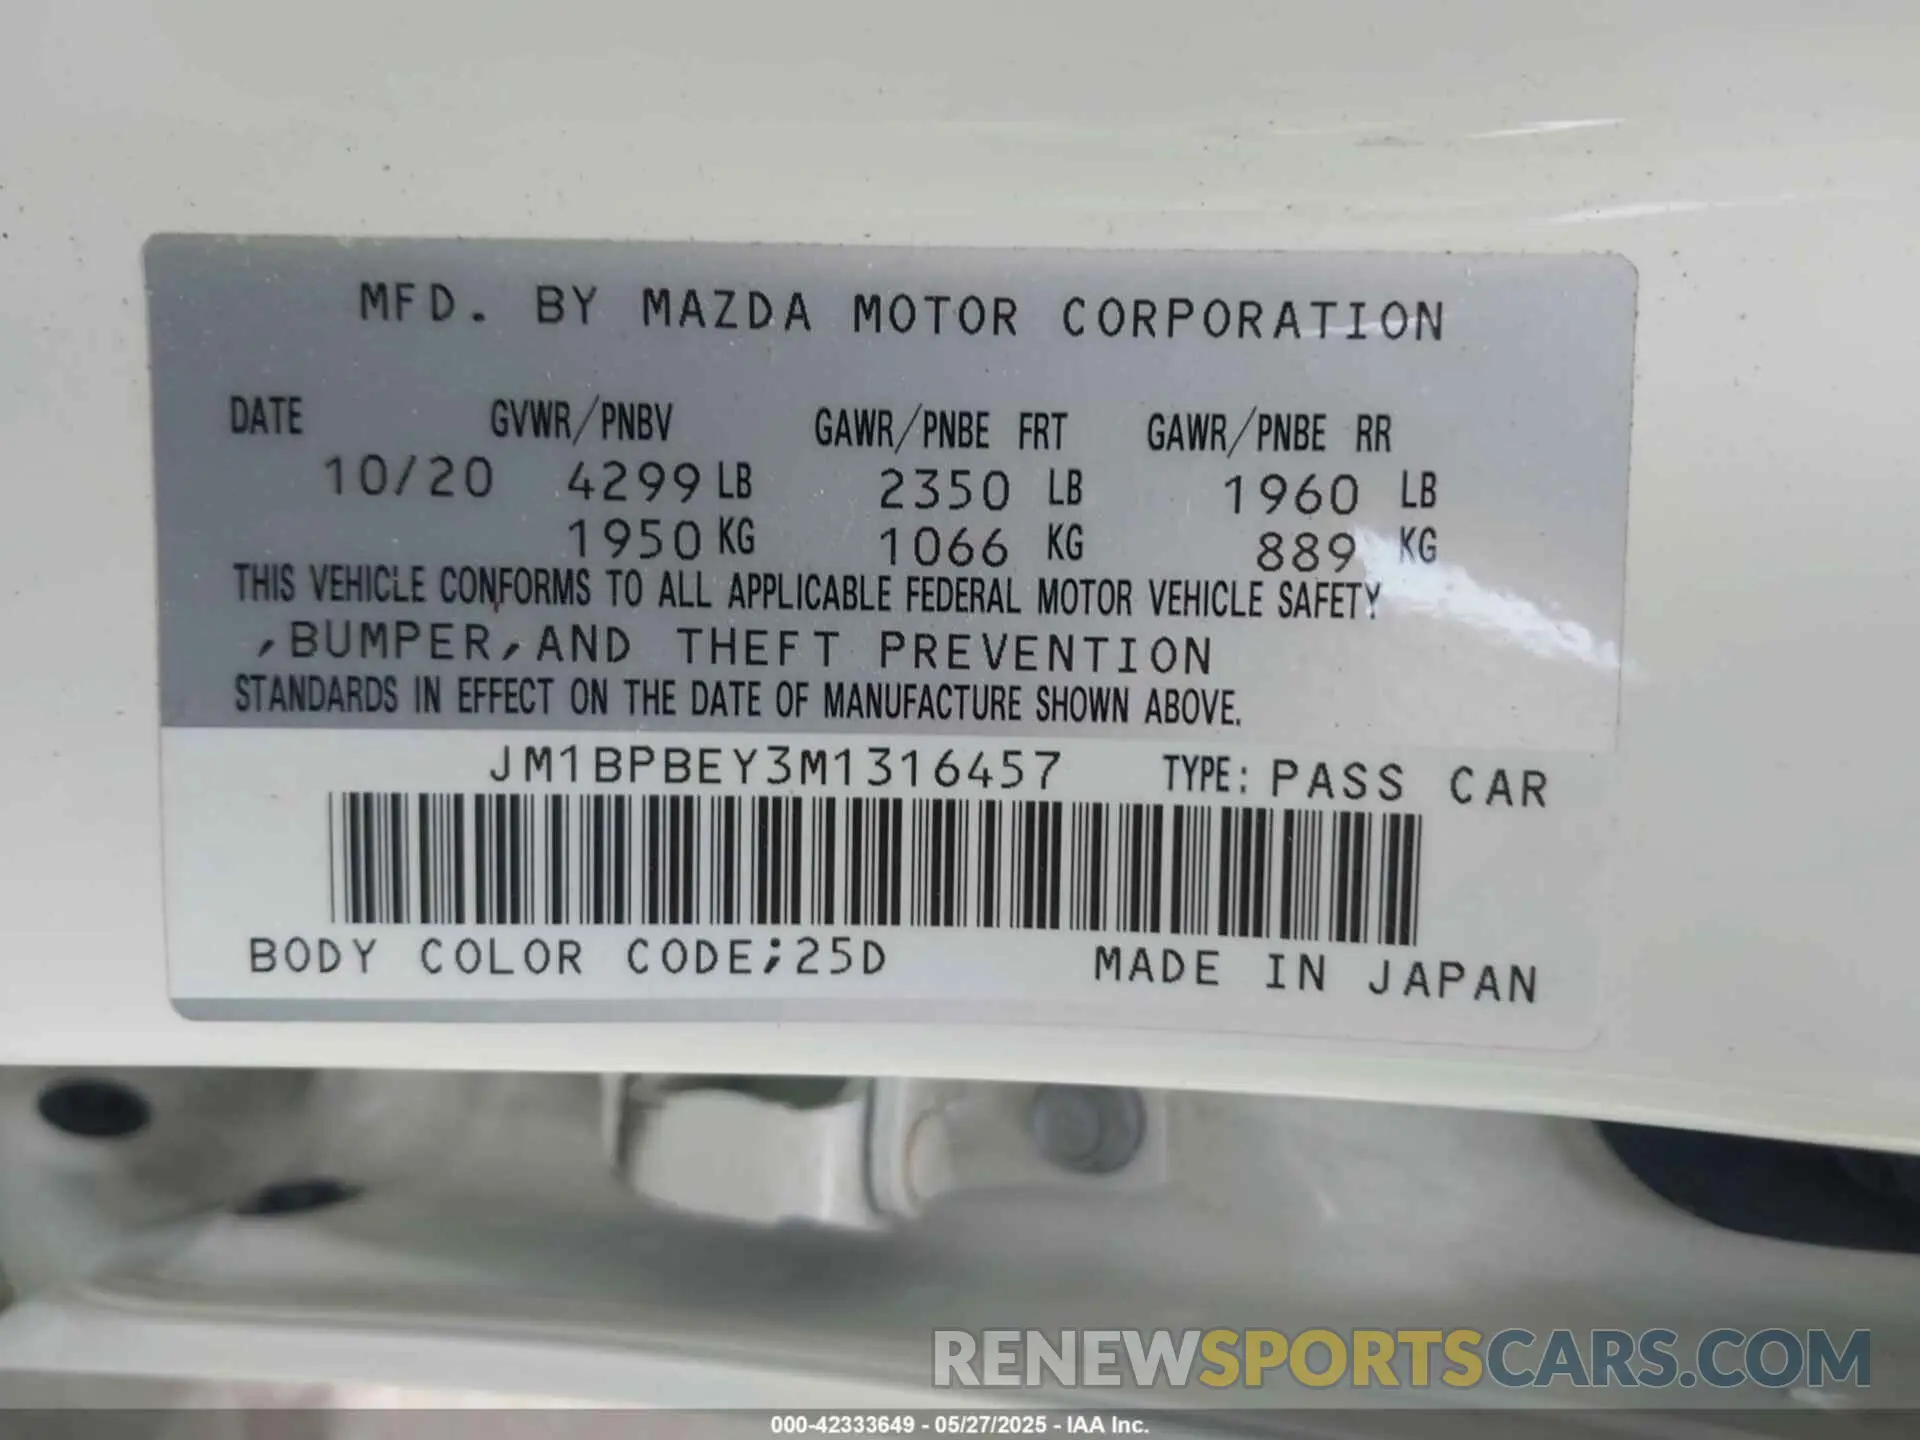 MFD. BY MAZDA MOTOR CORPORATION
DATE GVWR/PNBV GAWR/PNBE FRT GAWR/PNBE RR
10/20 4299 LB 2350 LB 1960 LB
1950 KG 1066 KG 889 KG
THIS VEHICLE CONFORMS TO ALL APPLICABLE FEDERAL MOTOR VEHICLE SAFETY
,BUMPER,AND THEFT PREVENTION
STANDARDS IN EFFECT ON THE DATE OF MANUFACTURE SHOWN ABOVE.
JM1BPBEY3M1316457 TYPE: PASS CAR
BODY COLOR CODE;25D MADE IN JAPAN
RENEWSPORTSCARS.COM
000-42333649 - 05/27/2025 - IAA Inc.